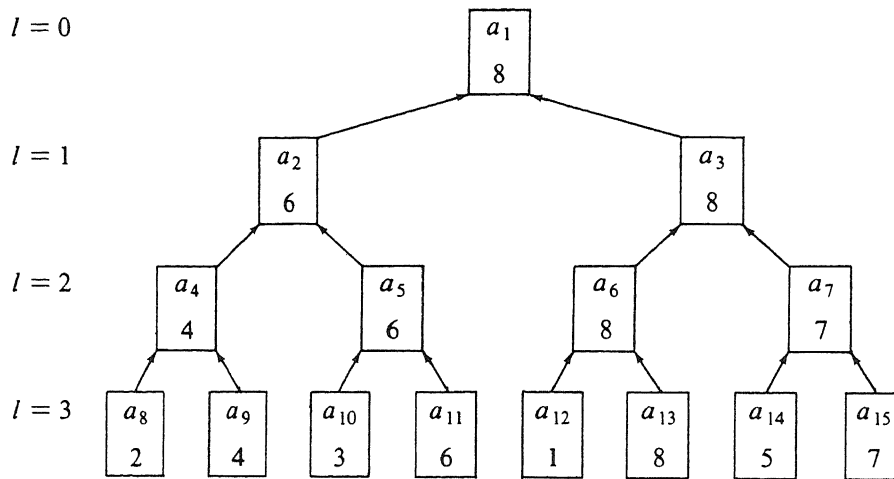 l = 0
a₁
8
l = 1
a₂ a₃
6 8
l = 2
a₄ a₅ a₆ a₇
4 6 8 7
l = 3
a₈ a₉ a₁₀ a₁₁ a₁₂ a₁₃ a₁₄ a₁₅
2 4 3 6 1 8 5 7